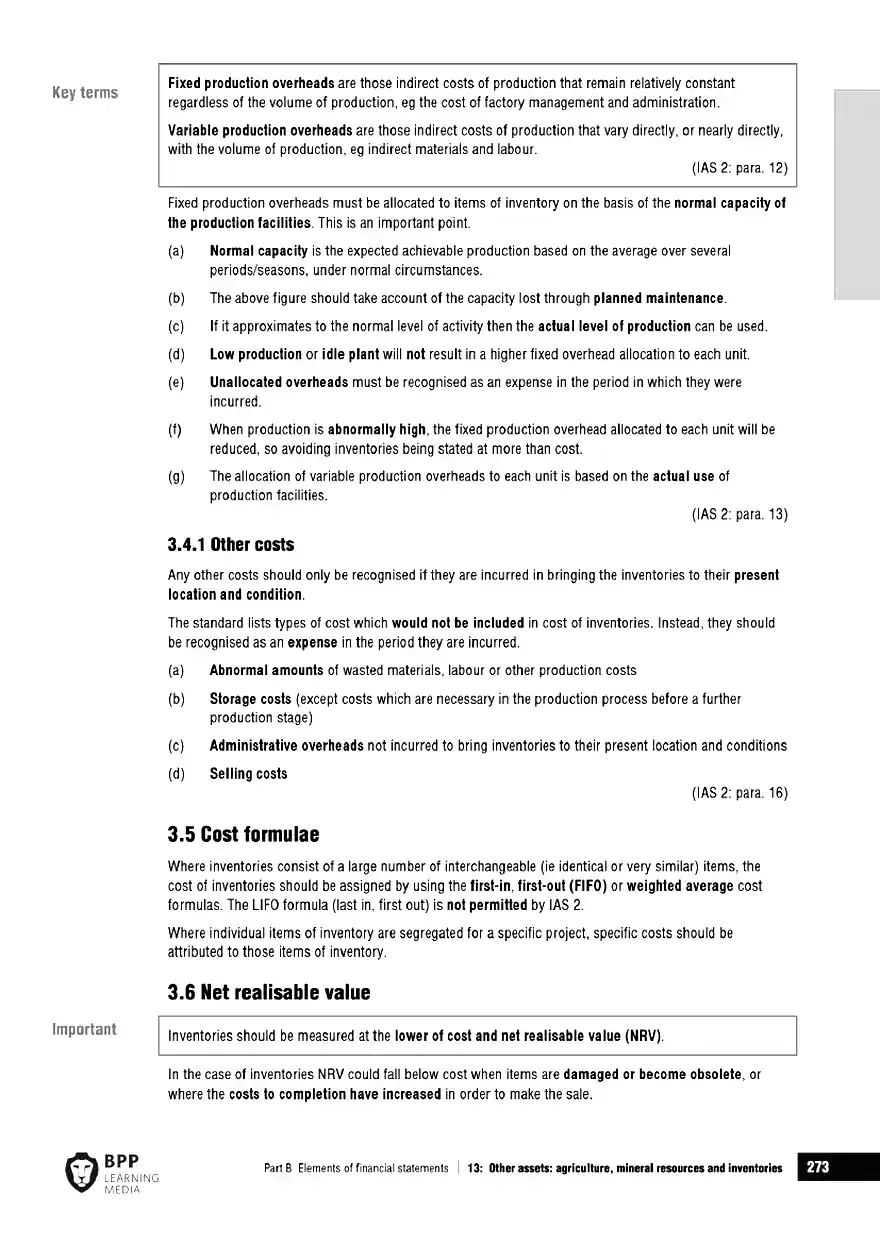 Key terms
Fixed production overheads are those indirect costs of production that remain relatively constant
regardless of the volume of production, eg the cost of factory management and administration.
Variable production overheads are those indirect costs of production that vary directly, or nearly directly,
with the volume of production, eg indirect materials and labour.
(IAS 2: para. 12)
Fixed production overheads must be allocated to items of inventory on the basis of the normal capacity of
the production facilities. This is an important point.
(a) Normal capacity is the expected achievable production based on the average over several
periods/seasons, under normal circumstances.
(b) The above figure should take account of the capacity lost through planned maintenance.
(c) If it approximates to the normal level of activity then the actual level of production can be used.
(d) Low production or idle plant will not result in a higher fixed overhead allocation to each unit.
(e) Unallocated overheads must be recognised as an expense in the period in which they were
incurred.
(f) When production is abnormally high, the fixed production overhead allocated to each unit will be
reduced, so avoiding inventories being stated at more than cost.
(g) The allocation of variable production overheads to each unit is based on the actual use of
production facilities.
(IAS 2: para. 13)
3.4.1 Other costs
Any other costs should only be recognised if they are incurred in bringing the inventories to their present
location and condition.
The standard lists types of cost which would not be included in cost of inventories. Instead, they should
be recognised as an expense in the period they are incurred.
(a) Abnormal amounts of wasted materials, labour or other production costs
(b) Storage costs (except costs which are necessary in the production process before a further
production stage)
(c) Administrative overheads not incurred to bring inventories to their present location and conditions
(d) Selling costs
(IAS 2: para. 16)
3.5 Cost formulae
Where inventories consist of a large number of interchangeable (ie identical or very similar) items, the
cost of inventories should be assigned by using the first-in, first-out (FIFO) or weighted average cost
formulas. The LIFO formula (last in, first out) is not permitted by IAS 2.
Where individual items of inventory are segregated for a specific project, specific costs should be
attributed to those items of inventory.
3.6 Net realisable value
Important
Inventories should be measured at the lower of cost and net realisable value (NRV).
In the case of inventories NRV could fall below cost when items are damaged or become obsolete, or
where the costs to completion have increased in order to make the sale.
BPP
LEARNING
MEDIA
Part B Elements of financial statements | 13: Other assets: agriculture, mineral resources and inventories 273